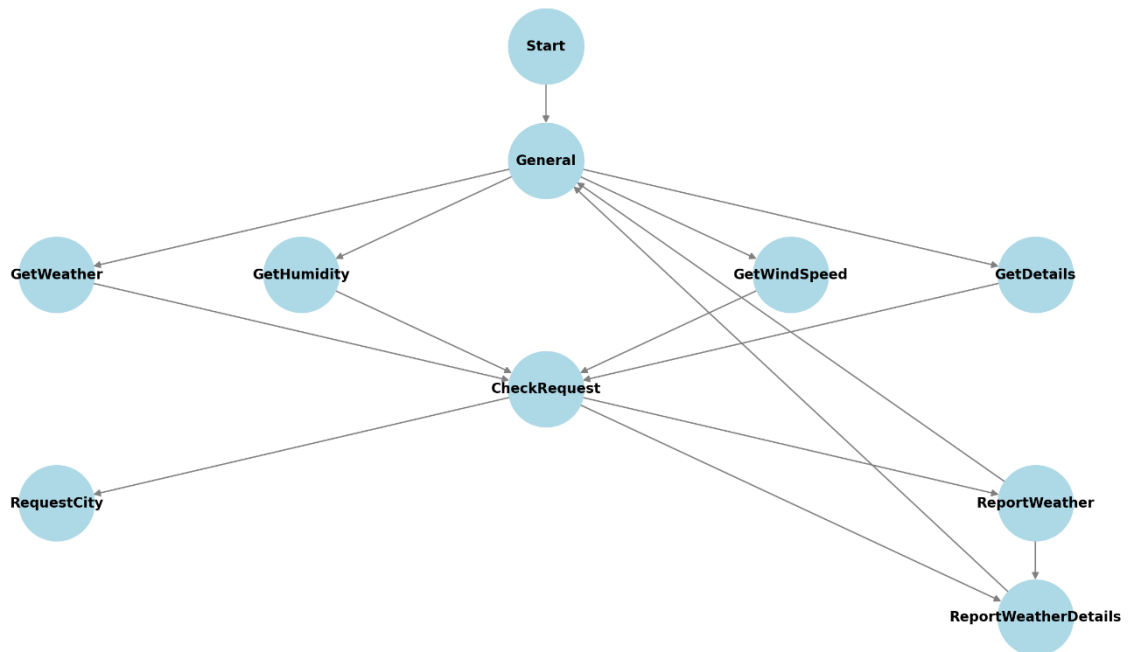 Start
General
GetWeather
GetHumidity
GetWindSpeed
GetDetails
CheckRequest
RequestCity
ReportWeather
ReportWeatherDetails